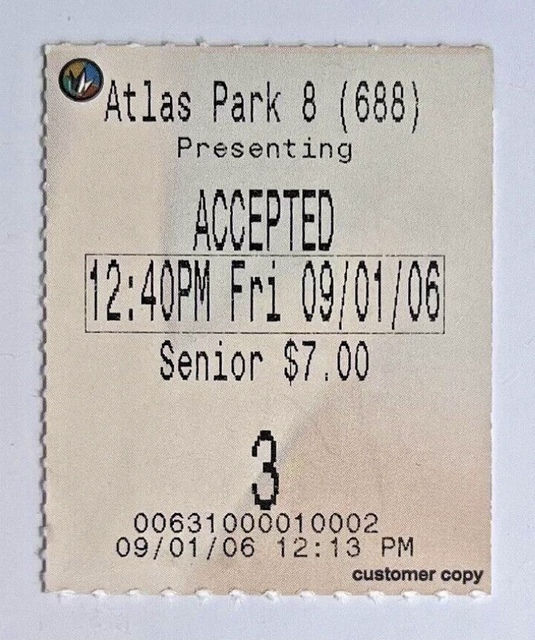 Atlas Park 8 (688)
Presenting
ACCEPTED
12:40PM Fri 09/01/06
Senior $7.00
3
00631000010002
09/01/06 12:13 PM
customer copy